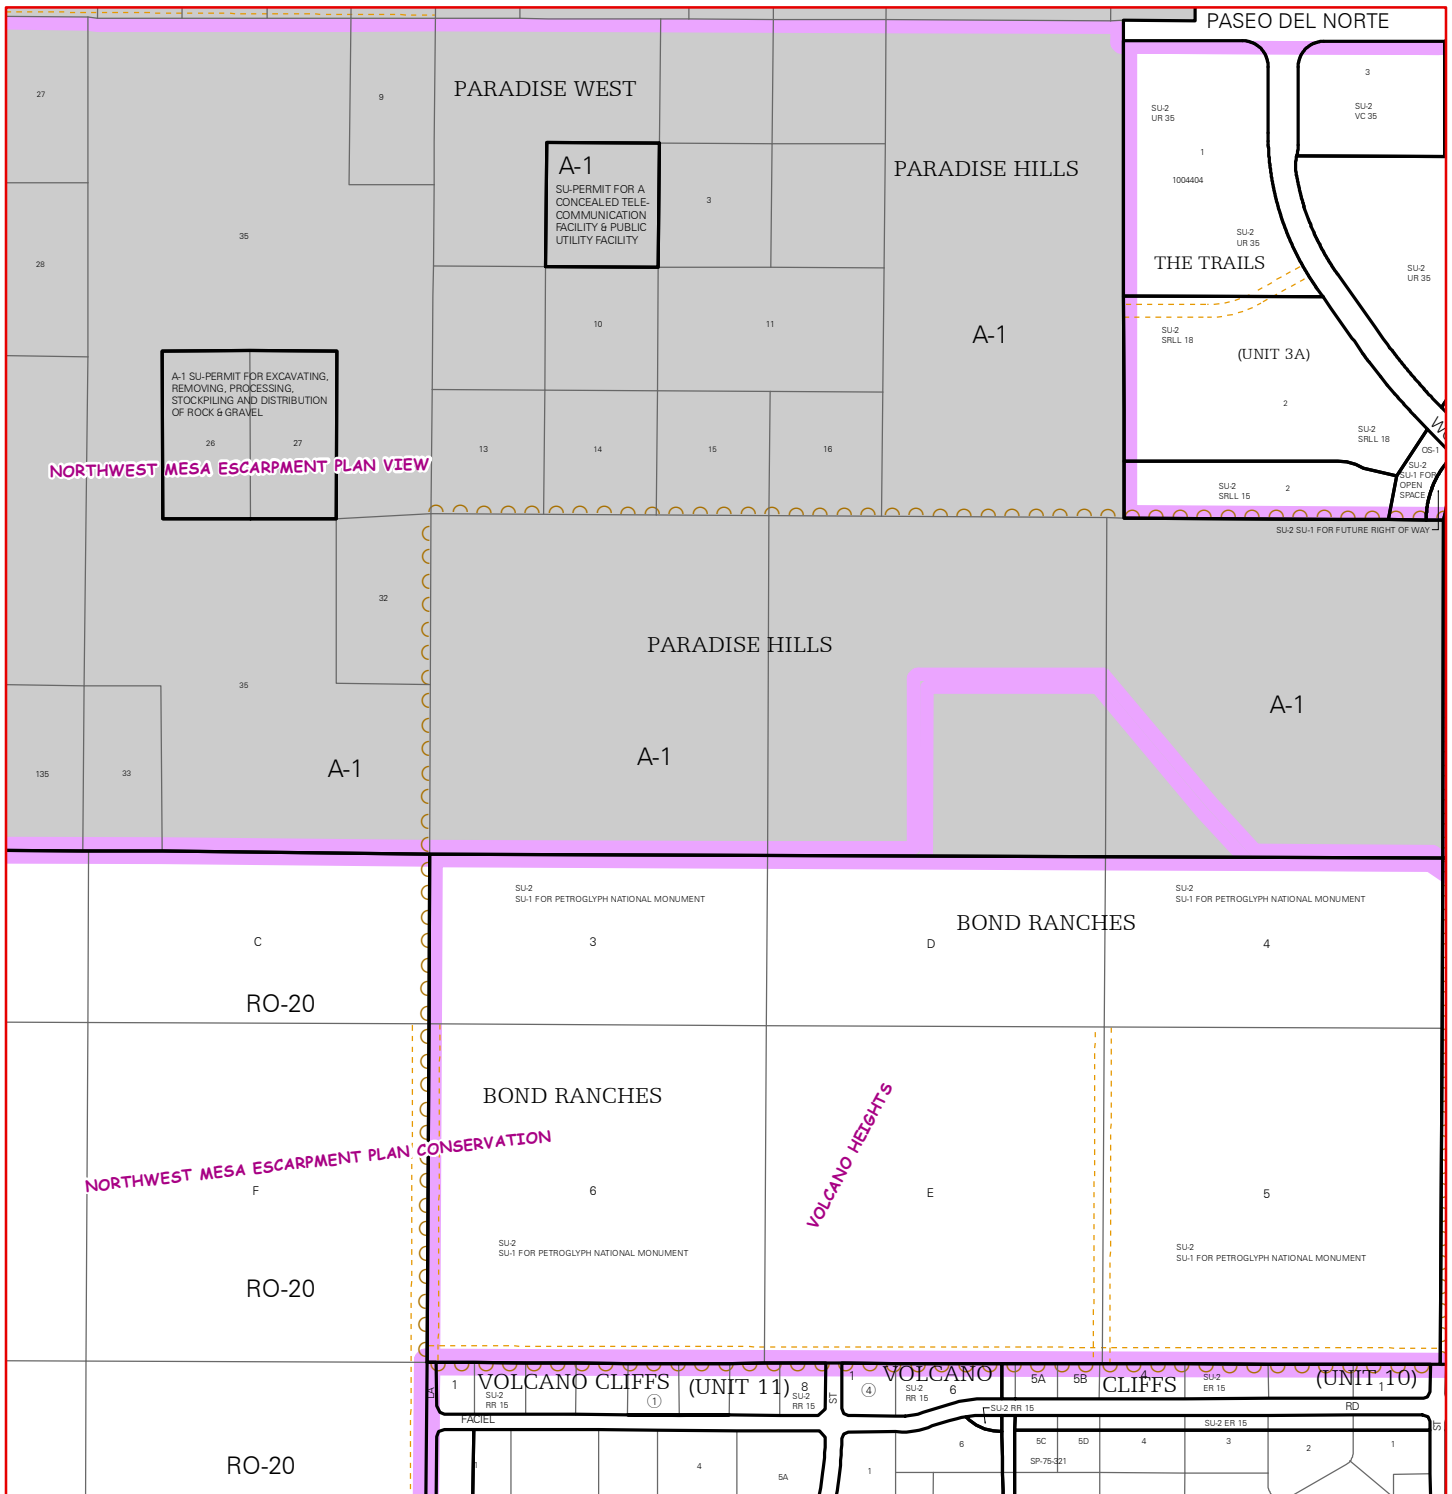 PASEO DEL NORTE
27
9
PARADISE WEST
3
SU-2
UR 35
SU-2
VC 35
A-1
SU-PERMIT FOR A
CONCEALED TELE-
COMMUNICATION
FACILITY & PUBLIC
UTILITY FACILITY
PARADISE HILLS
1
1004404
3
35
28
SU-2
UR 35
THE TRAILS
SU-2
UR 35
10
11
A-1
SU-2
SRLL 18
(UNIT 3A)
A-1 SU-PERMIT FOR EXCAVATING,
REMOVING, PROCESSING,
STOCKPILING AND DISTRIBUTION
OF ROCK & GRAVEL
2
26
27
13
14
15
16
SU-2
SRLL 18
OS-1
NORTHWEST MESA ESCARPMENT PLAN VIEW
SU-2
SU-1 FOR
OPEN
SPACE
SU-2
SRLL 15
2
SU-2 SU-1 FOR FUTURE RIGHT OF WAY
32
PARADISE HILLS
35
A-1
A-1
A-1
135
33
SU-2
SU-1 FOR PETROGLYPH NATIONAL MONUMENT
SU-2
SU-1 FOR PETROGLYPH NATIONAL MONUMENT
BOND RANCHES
C
3
D
4
RO-20
BOND RANCHES
NORTHWEST MESA ESCARPMENT PLAN CONSERVATION
VOLCANO HEIGHTS
F
6
E
5
SU-2
SU-1 FOR PETROGLYPH NATIONAL MONUMENT
SU-2
SU-1 FOR PETROGLYPH NATIONAL MONUMENT
RO-20
LA
1
VOLCANO CLIFFS
(UNIT 11)
SU-2
RR 15
1
8
SU-2
RR 15
ST
1
4
VOLCANO
SU-2
RR 15
6
5A
5B
4
CLIFFS
SU-2
ER 15
(UNIT 10)
1
FACIEL
SU-2 RR 15
RD
SU-2 ER 15
ST
RO-20
1
4
5A
1
6
5C
5D
4
3
2
1
SP-76-321